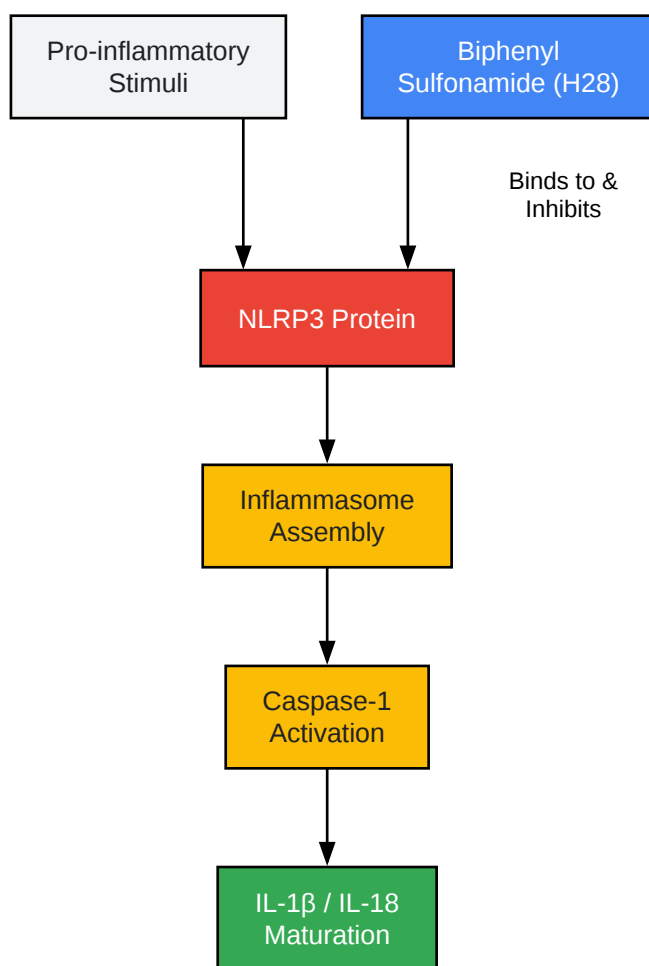 Pro-inflammatory
Stimuli
Biphenyl
Sulfonamide (H28)
Binds to &
Inhibits
NLRP3 Protein
Inflammasome
Assembly
Caspase-1
Activation
IL-1β / IL-18
Maturation